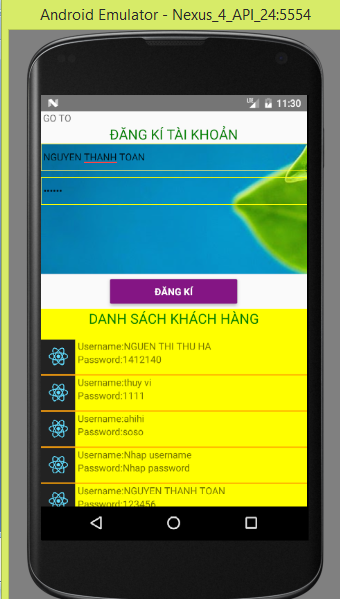 Android Emulator - Nexus_4_API_24:5554
11:30
GO TO
ĐĂNG KÍ TÀI KHOẢN
NGUYEN THANH TOAN
••••••
ĐĂNG KÍ
DANH SÁCH KHÁCH HÀNG
Username:NGUEN THI THU HA
Password:1412140
Username:thuy vi
Password:1111
Username:ahihi
Password:soso
Username:Nhap username
Password:Nhap password
Username:NGUYEN THANH TOAN
Password:123456